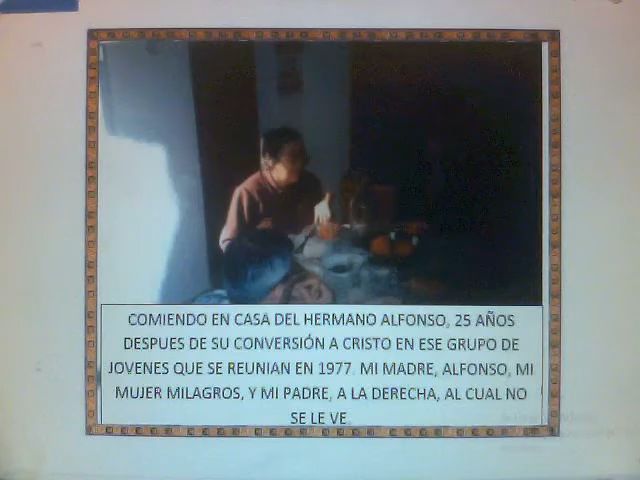 COMIENDO EN CASA DEL HERMANO ALFONSO, 25 AÑOS
DESPUES DE SU CONVERSIÓN A CRISTO EN ESE GRUPO DE
JOVENES QUE SE REUNIAN EN 1977. MI MADRE, ALFONSO, MI
MUJER MILAGROS, Y MI PADRE, A LA DERECHA, AL CUAL NO
SE LE VE.